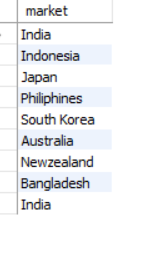 market
India
Indonesia
Japan
Philiphines
South Korea
Australia
Newzealand
Bangladesh
India